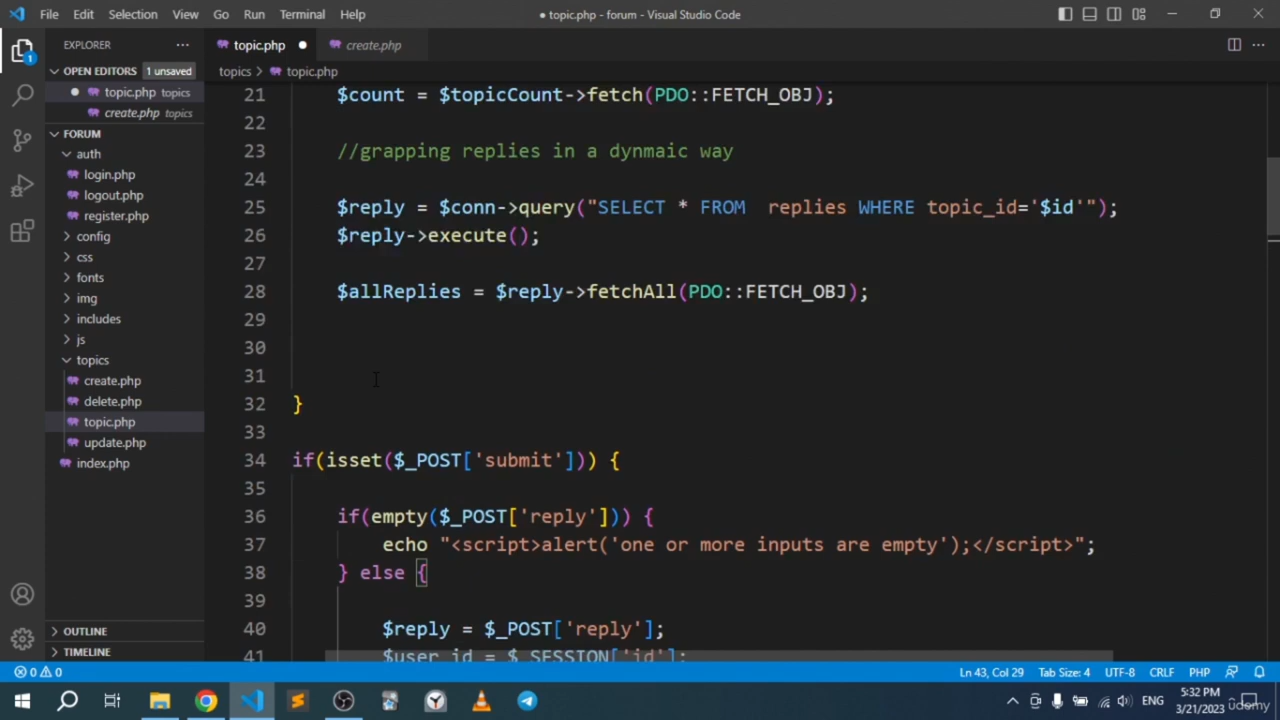 File Edit Selection View Go Run Terminal Help
● topic.php - forum - Visual Studio Code
EXPLORER
OPEN EDITORS 1 unsaved
topic.php topics
create.php topics
FORUM
auth
login.php
logout.php
register.php
config
css
fonts
img
includes
js
topics
create.php
delete.php
topic.php
update.php
index.php
OUTLINE
TIMELINE
1
topic.php ● create.php
topics > topic.php
21 $count = $topicCount->fetch(PDO::FETCH_OBJ);
22
23 //grapping replies in a dynmaic way
24
25 $reply = $conn->query("SELECT * FROM  replies WHERE topic_id='$id'");
26 $reply->execute();
27
28 $allReplies = $reply->fetchAll(PDO::FETCH_OBJ);
29
30
31
32 }
33
34 if(isset($_POST['submit'])) {
35
36 if(empty($_POST['reply'])) {
37 echo "<script>alert('one or more inputs are empty');</script>";
38 } else {
39
40 $reply = $_POST['reply'];
41 $user_id = $_SESSION['id'];
0 0 Ln 43, Col 29 Tab Size: 4 UTF-8 CRLF PHP
ENG 5:32 PM
3/21/2023
udemy